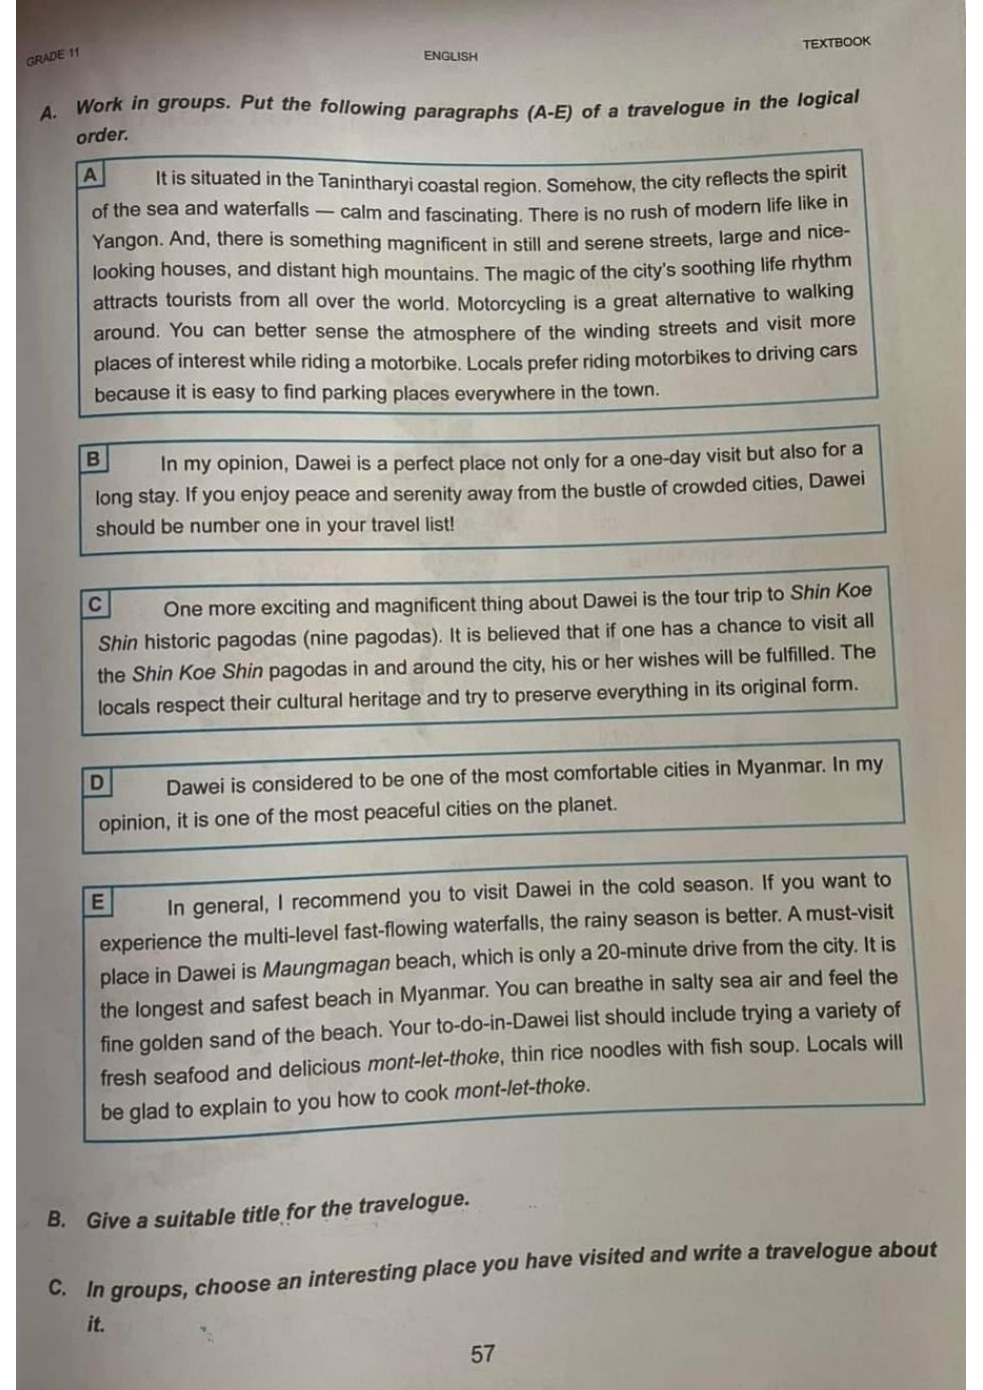 GRADE 11
ENGLISH
TEXTBOOK
A. Work in groups. Put the following paragraphs (A-E) of a travelogue in the logical
order.
A It is situated in the Tanintharyi coastal region. Somehow, the city reflects the spirit
of the sea and waterfalls — calm and fascinating. There is no rush of modern life like in
Yangon. And, there is something magnificent in still and serene streets, large and nice-
looking houses, and distant high mountains. The magic of the city's soothing life rhythm
attracts tourists from all over the world. Motorcycling is a great alternative to walking
around. You can better sense the atmosphere of the winding streets and visit more
places of interest while riding a motorbike. Locals prefer riding motorbikes to driving cars
because it is easy to find parking places everywhere in the town.
B In my opinion, Dawei is a perfect place not only for a one-day visit but also for a
long stay. If you enjoy peace and serenity away from the bustle of crowded cities, Dawei
should be number one in your travel list!
C One more exciting and magnificent thing about Dawei is the tour trip to Shin Koe
Shin historic pagodas (nine pagodas). It is believed that if one has a chance to visit all
the Shin Koe Shin pagodas in and around the city, his or her wishes will be fulfilled. The
locals respect their cultural heritage and try to preserve everything in its original form.
D Dawei is considered to be one of the most comfortable cities in Myanmar. In my
opinion, it is one of the most peaceful cities on the planet.
E In general, I recommend you to visit Dawei in the cold season. If you want to
experience the multi-level fast-flowing waterfalls, the rainy season is better. A must-visit
place in Dawei is Maungmagan beach, which is only a 20-minute drive from the city. It is
the longest and safest beach in Myanmar. You can breathe in salty sea air and feel the
fine golden sand of the beach. Your to-do-in-Dawei list should include trying a variety of
fresh seafood and delicious mont-let-thoke, thin rice noodles with fish soup. Locals will
be glad to explain to you how to cook mont-let-thoke.
B. Give a suitable title for the travelogue.
C. In groups, choose an interesting place you have visited and write a travelogue about
it.
57